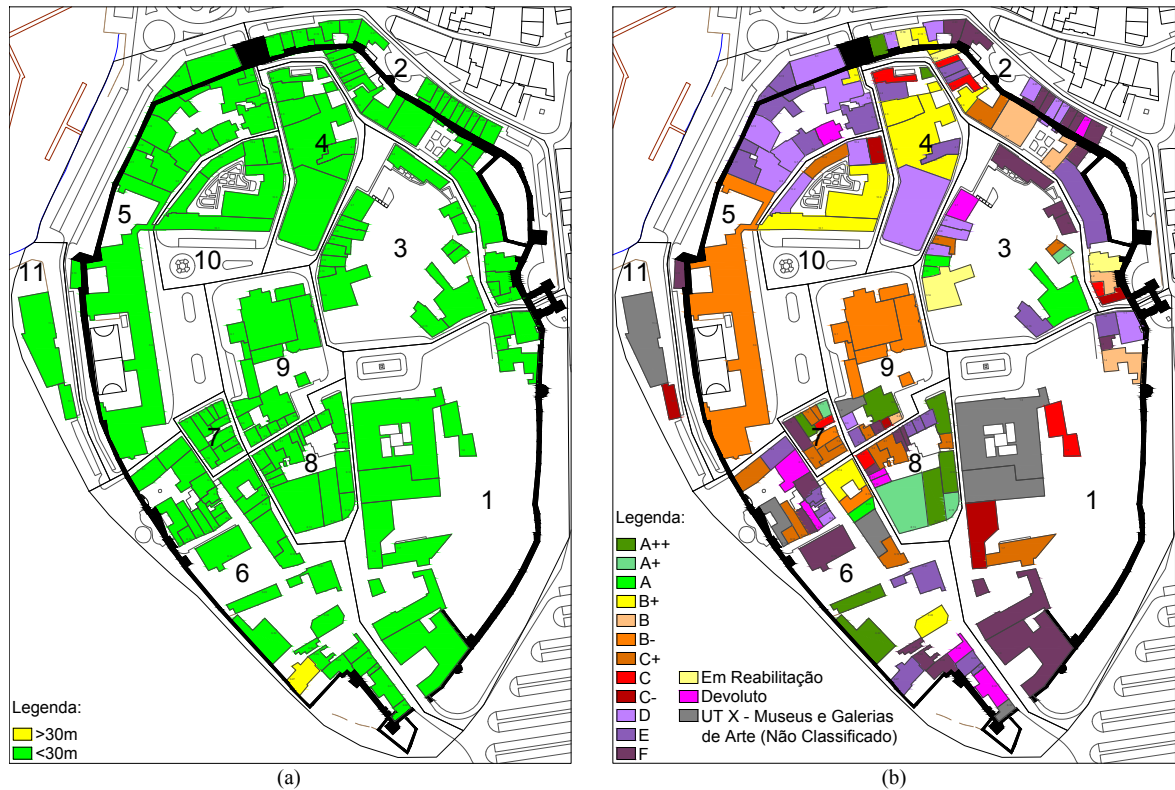 2
4
5
3
10
11
9
7
8
1
6
Legenda:
>30m
<30m
(a)
2
4
5
3
10
11
9
7
8
1
6
Legenda:
A++
A+
A
B+
B
B-
C+
C
C-
D
E
F
Em Reabilitação
Devoluto
UT X - Museus e Galerias
de Arte (Não Classificado)
(b)